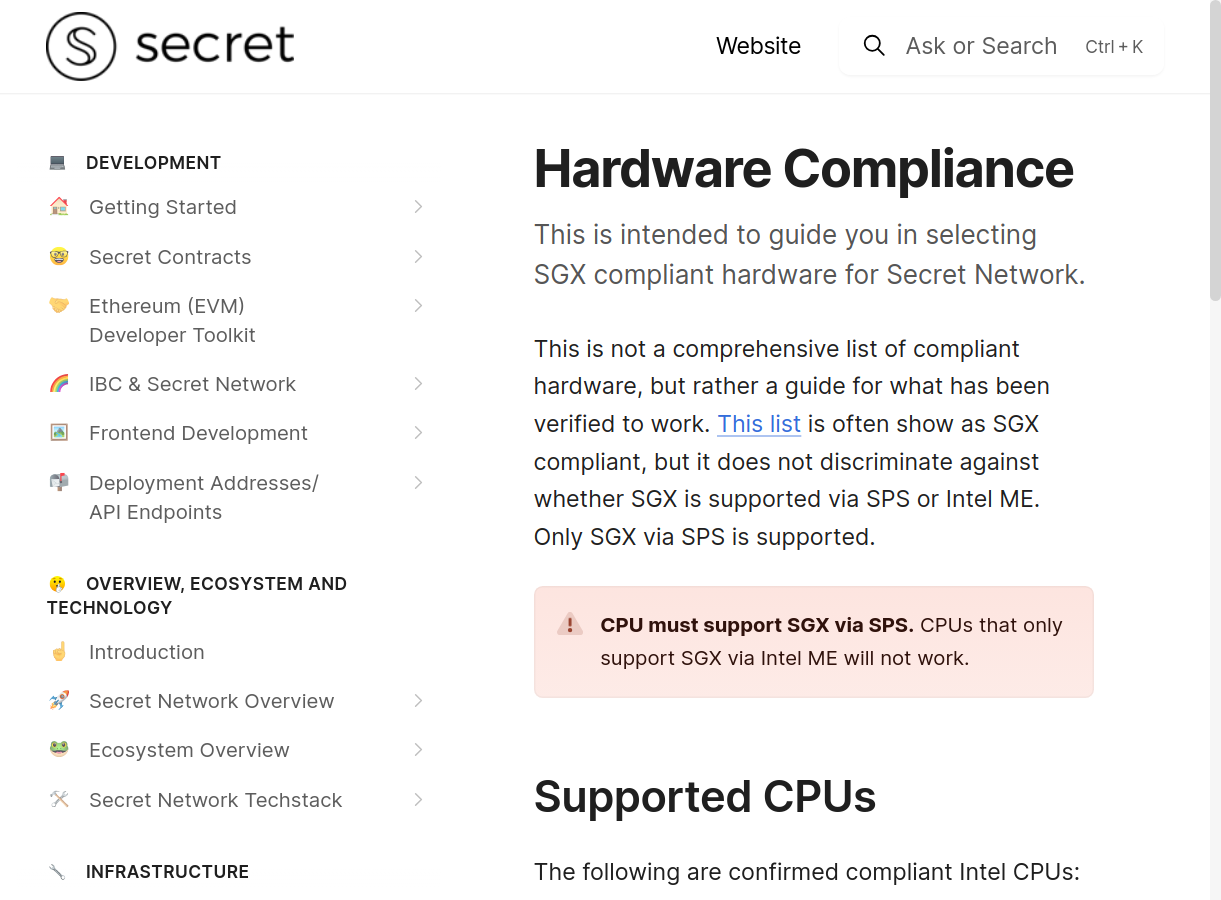 secret
Website
Ask or Search
Ctrl + K
DEVELOPMENT
Getting Started
Secret Contracts
Ethereum (EVM)
Developer Toolkit
IBC & Secret Network
Frontend Development
Deployment Addresses/
API Endpoints
OVERVIEW, ECOSYSTEM AND
TECHNOLOGY
Introduction
Secret Network Overview
Ecosystem Overview
Secret Network Techstack
INFRASTRUCTURE
Hardware Compliance
This is intended to guide you in selecting
SGX compliant hardware for Secret Network.
This is not a comprehensive list of compliant
hardware, but rather a guide for what has been
verified to work. This list is often show as SGX
compliant, but it does not discriminate against
whether SGX is supported via SPS or Intel ME.
Only SGX via SPS is supported.
CPU must support SGX via SPS. CPUs that only
support SGX via Intel ME will not work.
Supported CPUs
The following are confirmed compliant Intel CPUs: